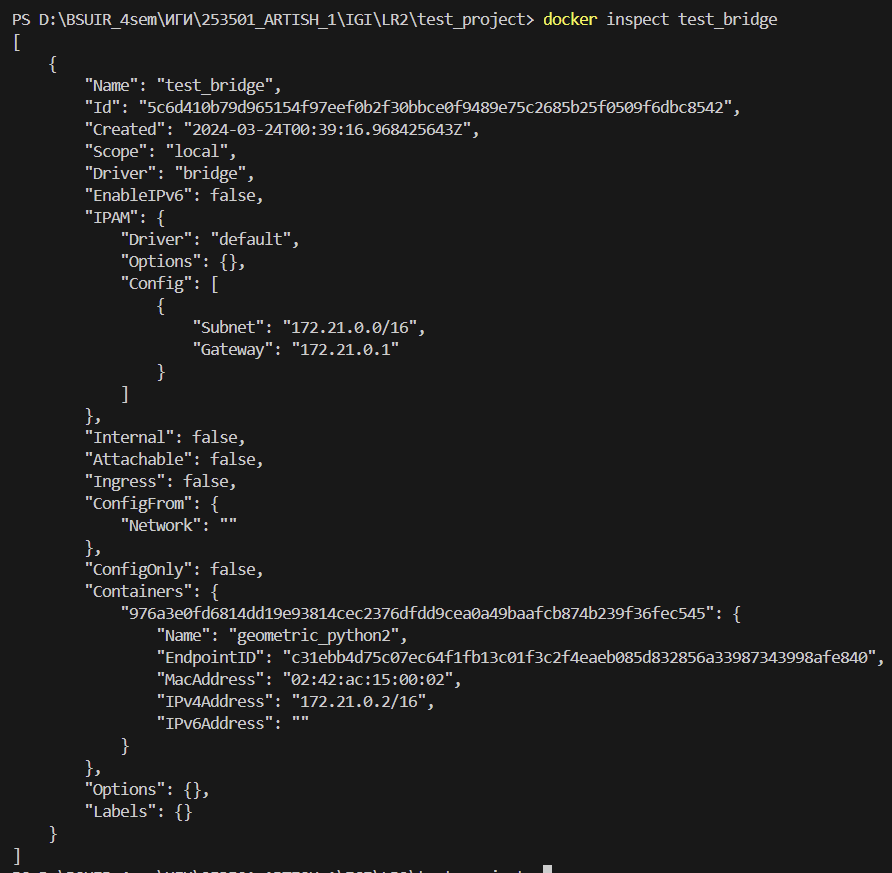 PS D:\BSUIR_4sem\ИГИ\253501_ARTISH_1\IGI\LR2\test_project> docker inspect test_bridge
[
    {
        "Name": "test_bridge",
        "Id": "5c6d410b79d965154f97eef0b2f30bbce0f9489e75c2685b25f0509f6dbc8542",
        "Created": "2024-03-24T00:39:16.968425643Z",
        "Scope": "local",
        "Driver": "bridge",
        "EnableIPv6": false,
        "IPAM": {
            "Driver": "default",
            "Options": {},
            "Config": [
                {
                    "Subnet": "172.21.0.0/16",
                    "Gateway": "172.21.0.1"
                }
            ]
        },
        "Internal": false,
        "Attachable": false,
        "Ingress": false,
        "ConfigFrom": {
            "Network": ""
        },
        "ConfigOnly": false,
        "Containers": {
            "976a3e0fd6814dd19e93814cec2376dfdd9cea0a49baafcb874b239f36fec545": {
                "Name": "geometric_python2",
                "EndpointID": "c31ebb4d75c07ec64f1fb13c01f3c2f4eaeb085d832856a33987343998afe840",
                "MacAddress": "02:42:ac:15:00:02",
                "IPv4Address": "172.21.0.2/16",
                "IPv6Address": ""
            }
        },
        "Options": {},
        "Labels": {}
    }
]